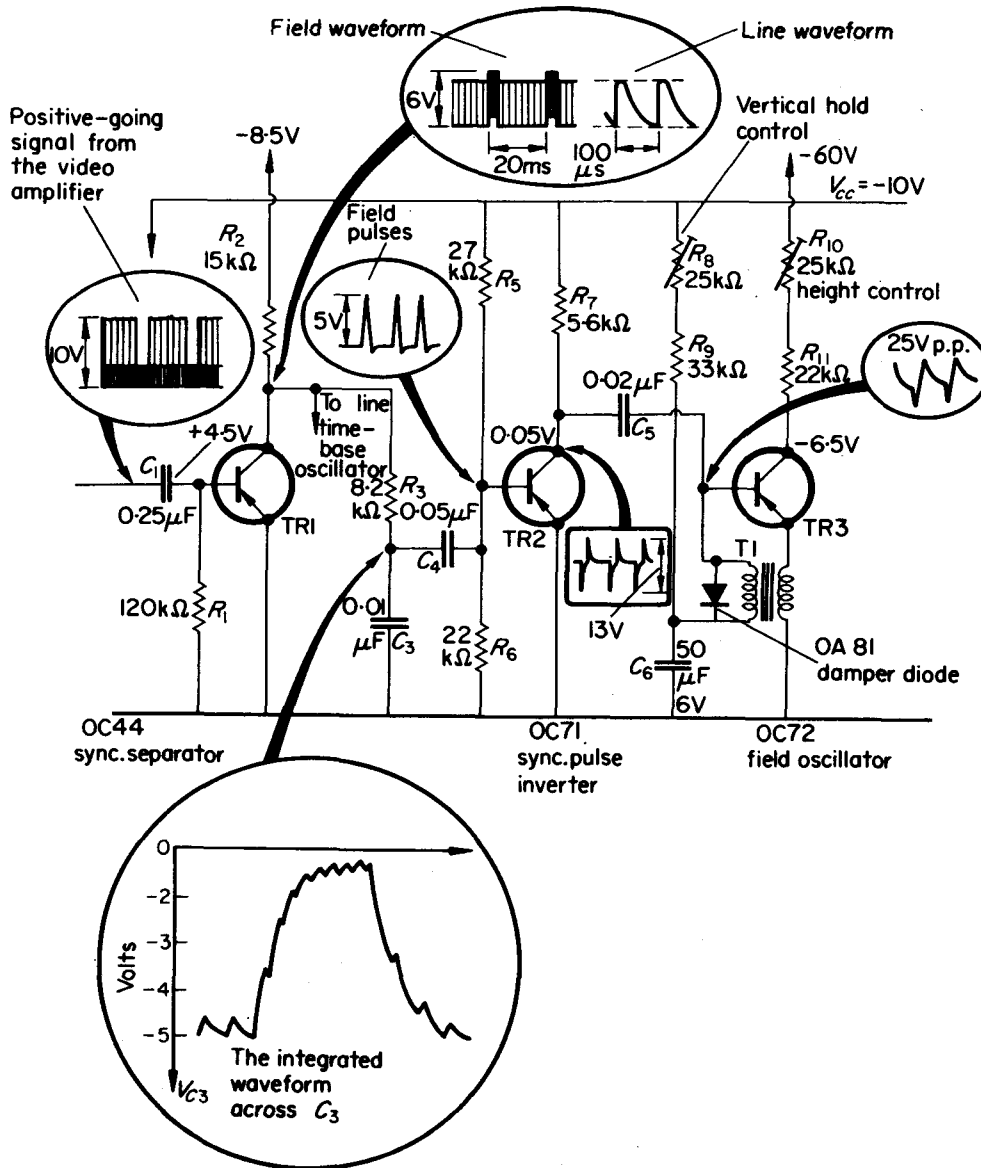 Field waveform
Line waveform
6V
20ms
100
μs
Positive-going
signal from
the video
amplifier
-8·5V
Vertical hold
control
-60V
Vcc = -10V
R2
15kΩ
Field
pulses
27
kΩ
R5
R7
5·6kΩ
R8
25kΩ
R10
25kΩ
height control
10V
5V
R9
33kΩ
R11
22kΩ
25V p.p.
+4·5V
To line
time-
base
oscillator
0·02μF
C5
0·05V
-6·5V
C1
0·25μF
TR1
8·2
kΩ
R3
0·05μF
C4
TR2
TR3
T1
120kΩ
R1
0·01
μF
C3
22
kΩ
R6
13V
C6
50
μF
6V
OA 81
damper diode
OC44
sync.separator
OC71
sync.pulse
inverter
OC72
field oscillator
0
-2
-3
-4
-5
Volts
VC3
The integrated
waveform
across C3